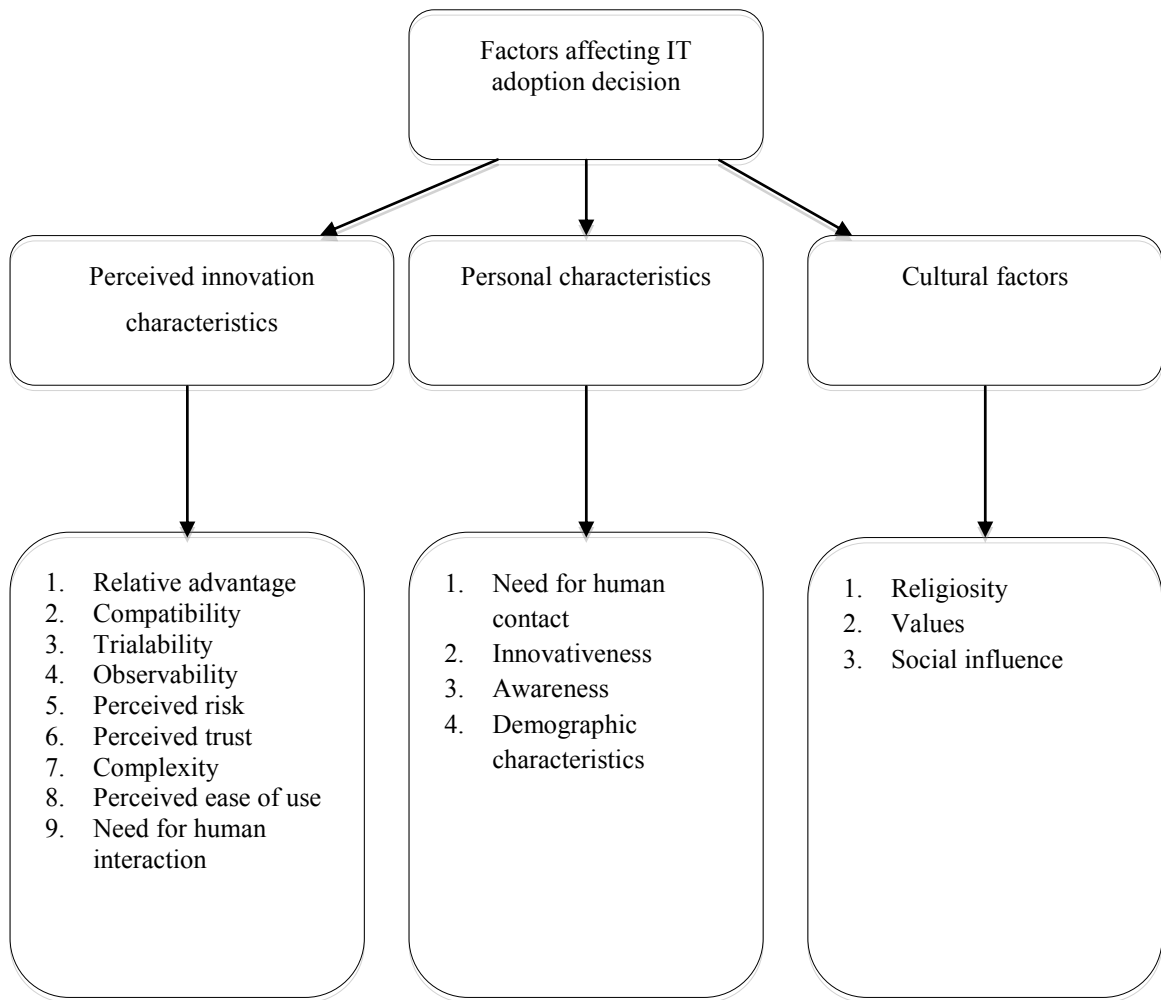 Factors affecting IT
adoption decision
Perceived innovation
characteristics
Personal characteristics
Cultural factors
1. Relative advantage
2. Compatibility
3. Trialability
4. Observability
5. Perceived risk
6. Perceived trust
7. Complexity
8. Perceived ease of use
9. Need for human
interaction
1. Need for human
contact
2. Innovativeness
3. Awareness
4. Demographic
characteristics
1. Religiosity
2. Values
3. Social influence